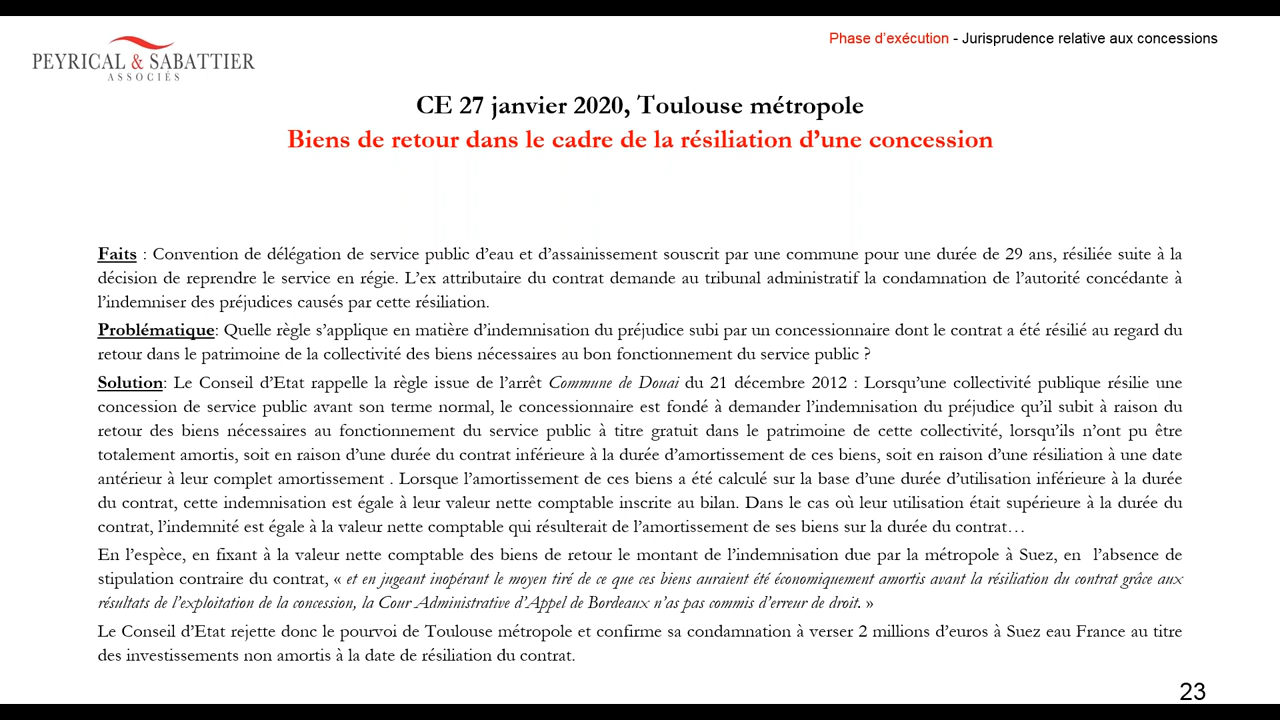 PEYRICAL & SABATTIER
ASSOCIÉS
Phase d'exécution - Jurisprudence relative aux concessions
CE 27 janvier 2020, Toulouse métropole
Biens de retour dans le cadre de la résiliation d'une concession
Faits : Convention de délégation de service public d'eau et d'assainissement souscrit par une commune pour une durée de 29 ans, résiliée suite à la
décision de reprendre le service en régie. L'ex attributaire du contrat demande au tribunal administratif la condamnation de l'autorité concédante à
l'indemniser des préjudices causés par cette résiliation.
Problématique: Quelle règle s'applique en matière d'indemnisation du préjudice subi par un concessionnaire dont le contrat a été résilié au regard du
retour dans le patrimoine de la collectivité des biens nécessaires au bon fonctionnement du service public ?
Solution: Le Conseil d'Etat rappelle la règle issue de l'arrêt Commune de Douai du 21 décembre 2012 : Lorsqu'une collectivité publique résilie une
concession de service public avant son terme normal, le concessionnaire est fondé à demander l'indemnisation du préjudice qu'il subit à raison du
retour des biens nécessaires au fonctionnement du service public à titre gratuit dans le patrimoine de cette collectivité, lorsqu'ils n'ont pu être
totalement amortis, soit en raison d'une durée du contrat inférieure à la durée d'amortissement de ces biens, soit en raison d'une résiliation à une date
antérieur à leur complet amortissement . Lorsque l'amortissement de ces biens a été calculé sur la base d'une durée d'utilisation inférieure à la durée
du contrat, cette indemnisation est égale à leur valeur nette comptable inscrite au bilan. Dans le cas où leur utilisation était supérieure à la durée du
contrat, l'indemnité est égale à la valeur nette comptable qui résulterait de l'amortissement de ses biens sur la durée du contrat…
En l'espèce, en fixant à la valeur nette comptable des biens de retour le montant de l'indemnisation due par la métropole à Suez, en l'absence de
stipulation contraire du contrat, « et en jugeant inopérant le moyen tiré de ce que ces biens auraient été économiquement amortis avant la résiliation du contrat grâce aux
résultats de l'exploitation de la concession, la Cour Administrative d'Appel de Bordeaux n'as pas commis d'erreur de droit. »
Le Conseil d'Etat rejette donc le pourvoi de Toulouse métropole et confirme sa condamnation à verser 2 millions d'euros à Suez eau France au titre
des investissements non amortis à la date de résiliation du contrat.
23